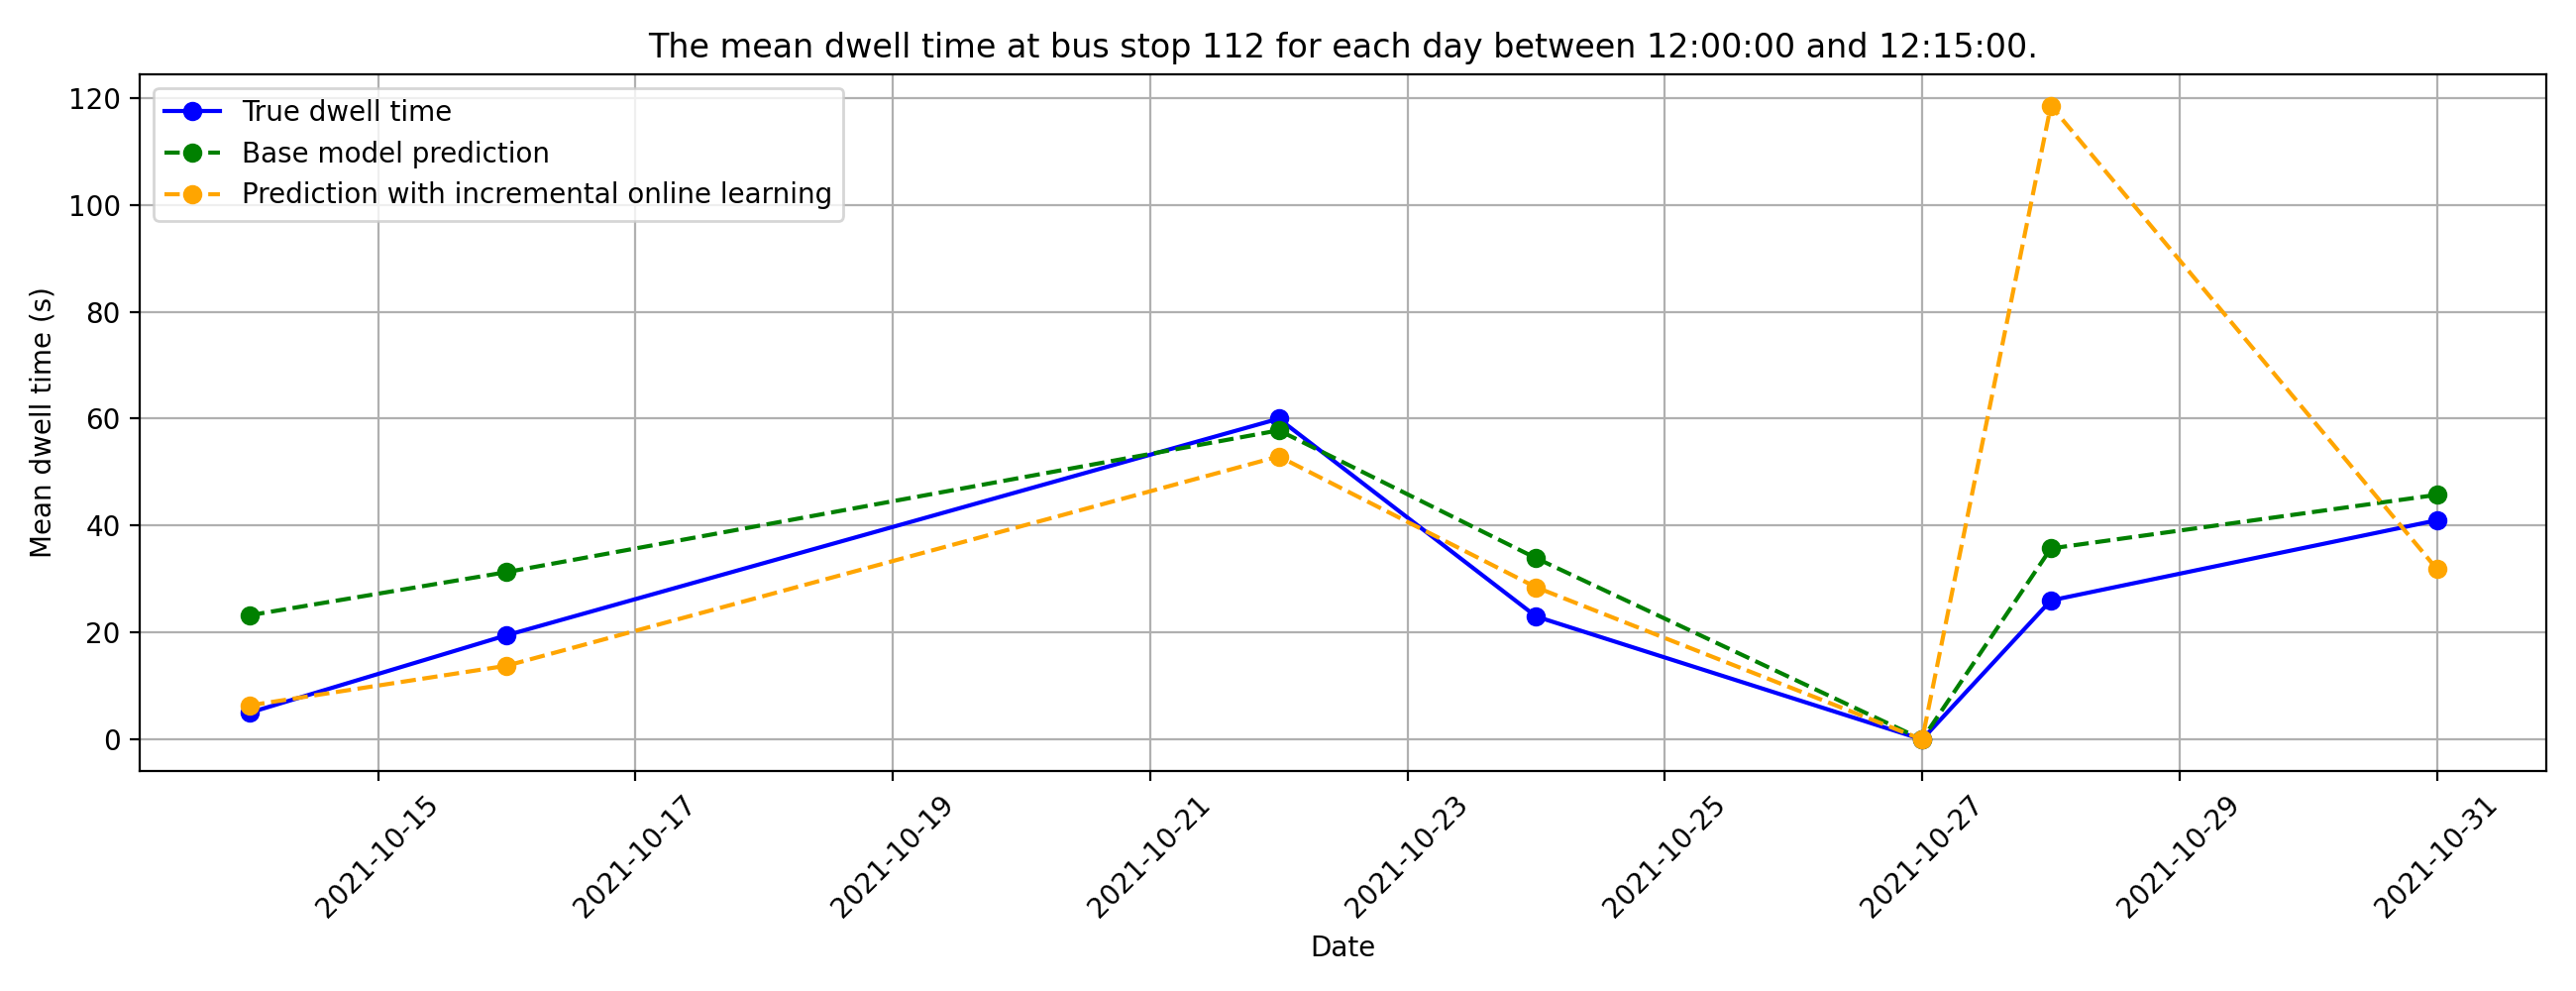 The mean dwell time at bus stop 112 for each day between 12:00:00 and 12:15:00.
True dwell time
Base model prediction
Prediction with incremental online learning
Mean dwell time (s)
120
100
80
60
40
20
0
2021-10-15
2021-10-17
2021-10-19
2021-10-21
2021-10-23
2021-10-25
2021-10-27
2021-10-29
2021-10-31
Date